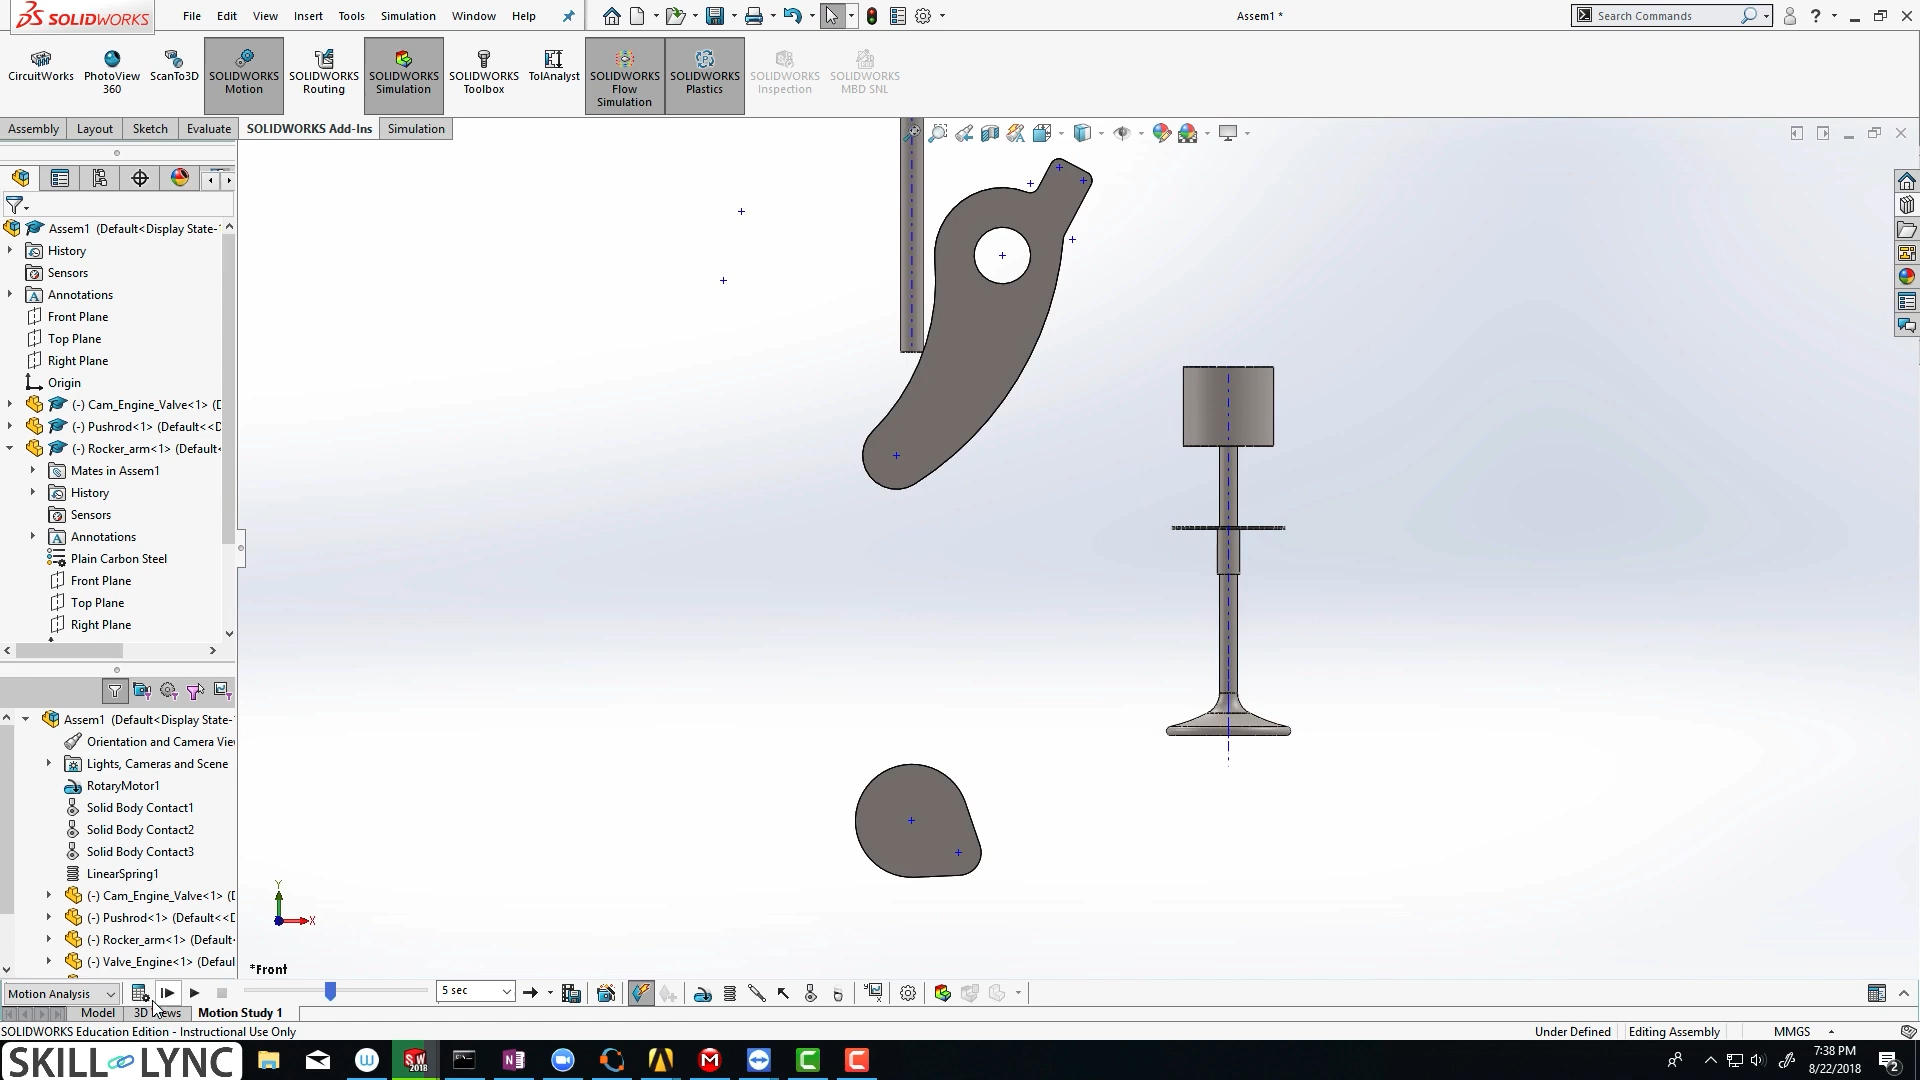 SOLIDWORKS File Edit View Insert Tools Simulation Window Help Assem1 * Search Commands
CircuitWorks PhotoView 360 ScanTo3D SOLIDWORKS Motion SOLIDWORKS Routing SOLIDWORKS Simulation SOLIDWORKS Toolbox TolAnalyst SOLIDWORKS Flow Simulation SOLIDWORKS Plastics SOLIDWORKS Inspection SOLIDWORKS MBD SNL
Assembly Layout Sketch Evaluate SOLIDWORKS Add-Ins Simulation
Assem1 (Default<Display State-
History
Sensors
Annotations
Front Plane
Top Plane
Right Plane
Origin
(-) Cam_Engine_Valve<1> (D
(-) Pushrod<1> (Default<<D
(-) Rocker_arm<1> (Default<
Mates in Assem1
History
Sensors
Annotations
Plain Carbon Steel
Front Plane
Top Plane
Right Plane
Assem1 (Default<Display State-
Orientation and Camera Vie
Lights, Cameras and Scene
RotaryMotor1
Solid Body Contact1
Solid Body Contact2
Solid Body Contact3
LinearSpring1
(-) Cam_Engine_Valve<1> (D
(-) Pushrod<1> (Default<<D
(-) Rocker_arm<1> (Default<
(-) Valve_Engine<1> (Defaul
Y
X
*Front
Motion Analysis 5 sec
Model 3D Views Motion Study 1
SOLIDWORKS Education Edition - Instructional Use Only Under Defined Editing Assembly MMGS
SKILL LYNC 7:38 PM
8/22/2018 2